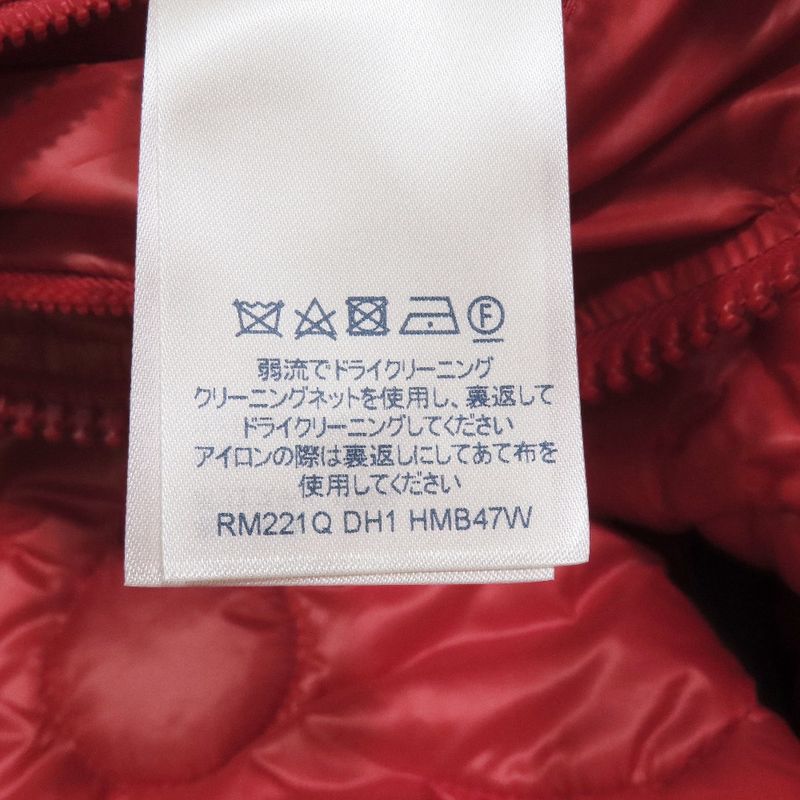 弱流でドライクリーニング
クリーニングネットを使用し、裏返して
ドライクリーニングしてください
アイロンの際は裏返しにしてあて布を
使用してください
RM221Q DH1 HMB47W